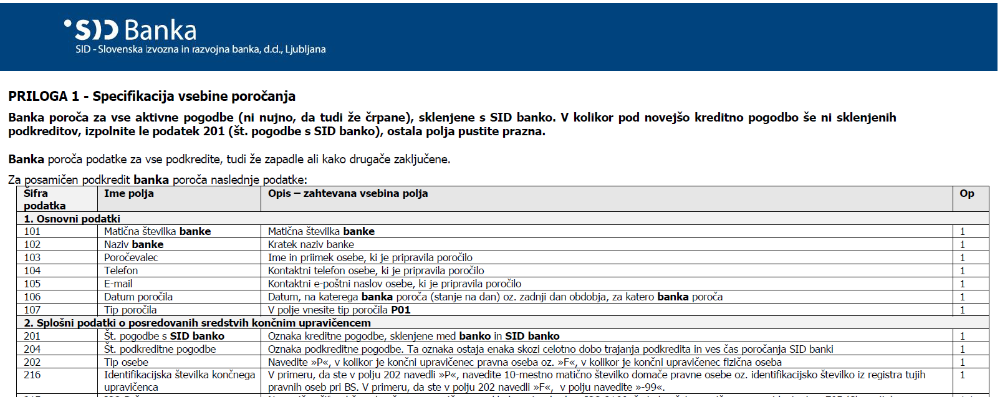 SID Banka
SID - Slovenska izvozna in razvojna banka, d.d., Ljubljana
PRILOGA 1 - Specifikacija vsebine poročanja
Banka poroča za vse aktivne pogodbe (ni nujno, da tudi že črpane), sklenjene s SID banko. V kolikor pod novejšo kreditno pogodbo še ni sklenjenih
podkreditov, izpolnite le podatek 201 (št. pogodbe s SID banko), ostala polja pustite prazna.
Banka poroča podatke za vse podkredite, tudi že zapadle ali kako drugače zaključene.
Za posamičen podkredit banka poroča naslednje podatke:
Šifra podatka Ime polja Opis – zahtevana vsebina polja Op
1. Osnovni podatki
101 Matična številka banke Matična številka banke 1
102 Naziv banke Kratek naziv banke 1
103 Poročevalec Ime in priimek osebe, ki je pripravila poročilo 1
104 Telefon Kontaktni telefon osebe, ki je pripravila poročilo 1
105 E-mail Kontaktni e-poštni naslov osebe, ki je pripravila poročilo 1
106 Datum poročila Datum, na katerega banka poroča (stanje na dan) oz. zadnji dan obdobja, za katero banka poroča 1
107 Tip poročila V polje vnesite tip poročila P01 1
2. Splošni podatki o posredovanih sredstvih končnim upravičencem
201 Št. pogodbe s SID banko Oznaka kreditne pogodbe, sklenjene med banko in SID banko 1
204 Št. podkreditne pogodbe Oznaka podkreditne pogodbe. Ta oznaka ostaja enaka skozi celotno dobo trajanja podkredita in ves čas poročanja SID banki 1
202 Tip osebe Navedite »P«, v kolikor je končni upravičenec pravna oseba oz. »F«, v kolikor je končni upravičenec fizična oseba 1
216 Identifikacijska številka končnega upravičenca V primeru, da ste v polju 202 navedli »P«, navedite 10-mestno matično številko domače pravne osebe oz. identifikacijsko številko iz registra tujih pravnih oseb pri BS. V primeru, da ste v polju 202 navedli »F«, v polju navedite »-99«. 1